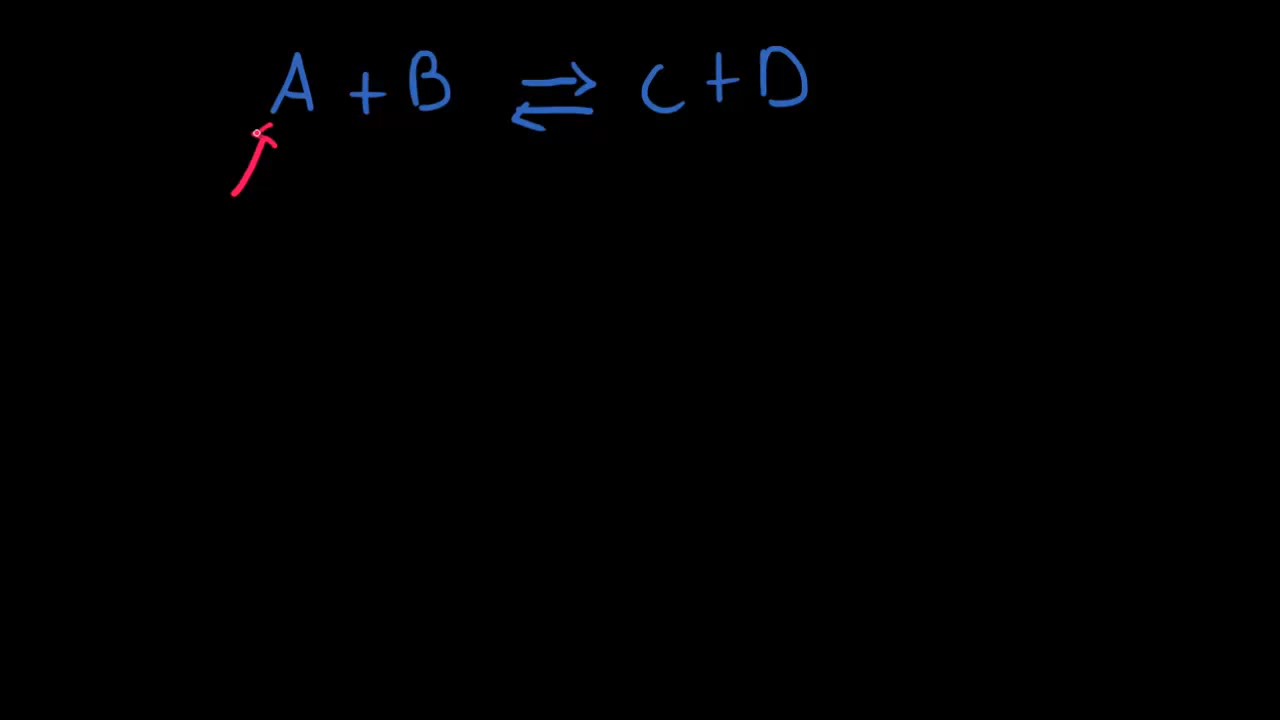 A + B ⇌ C + D